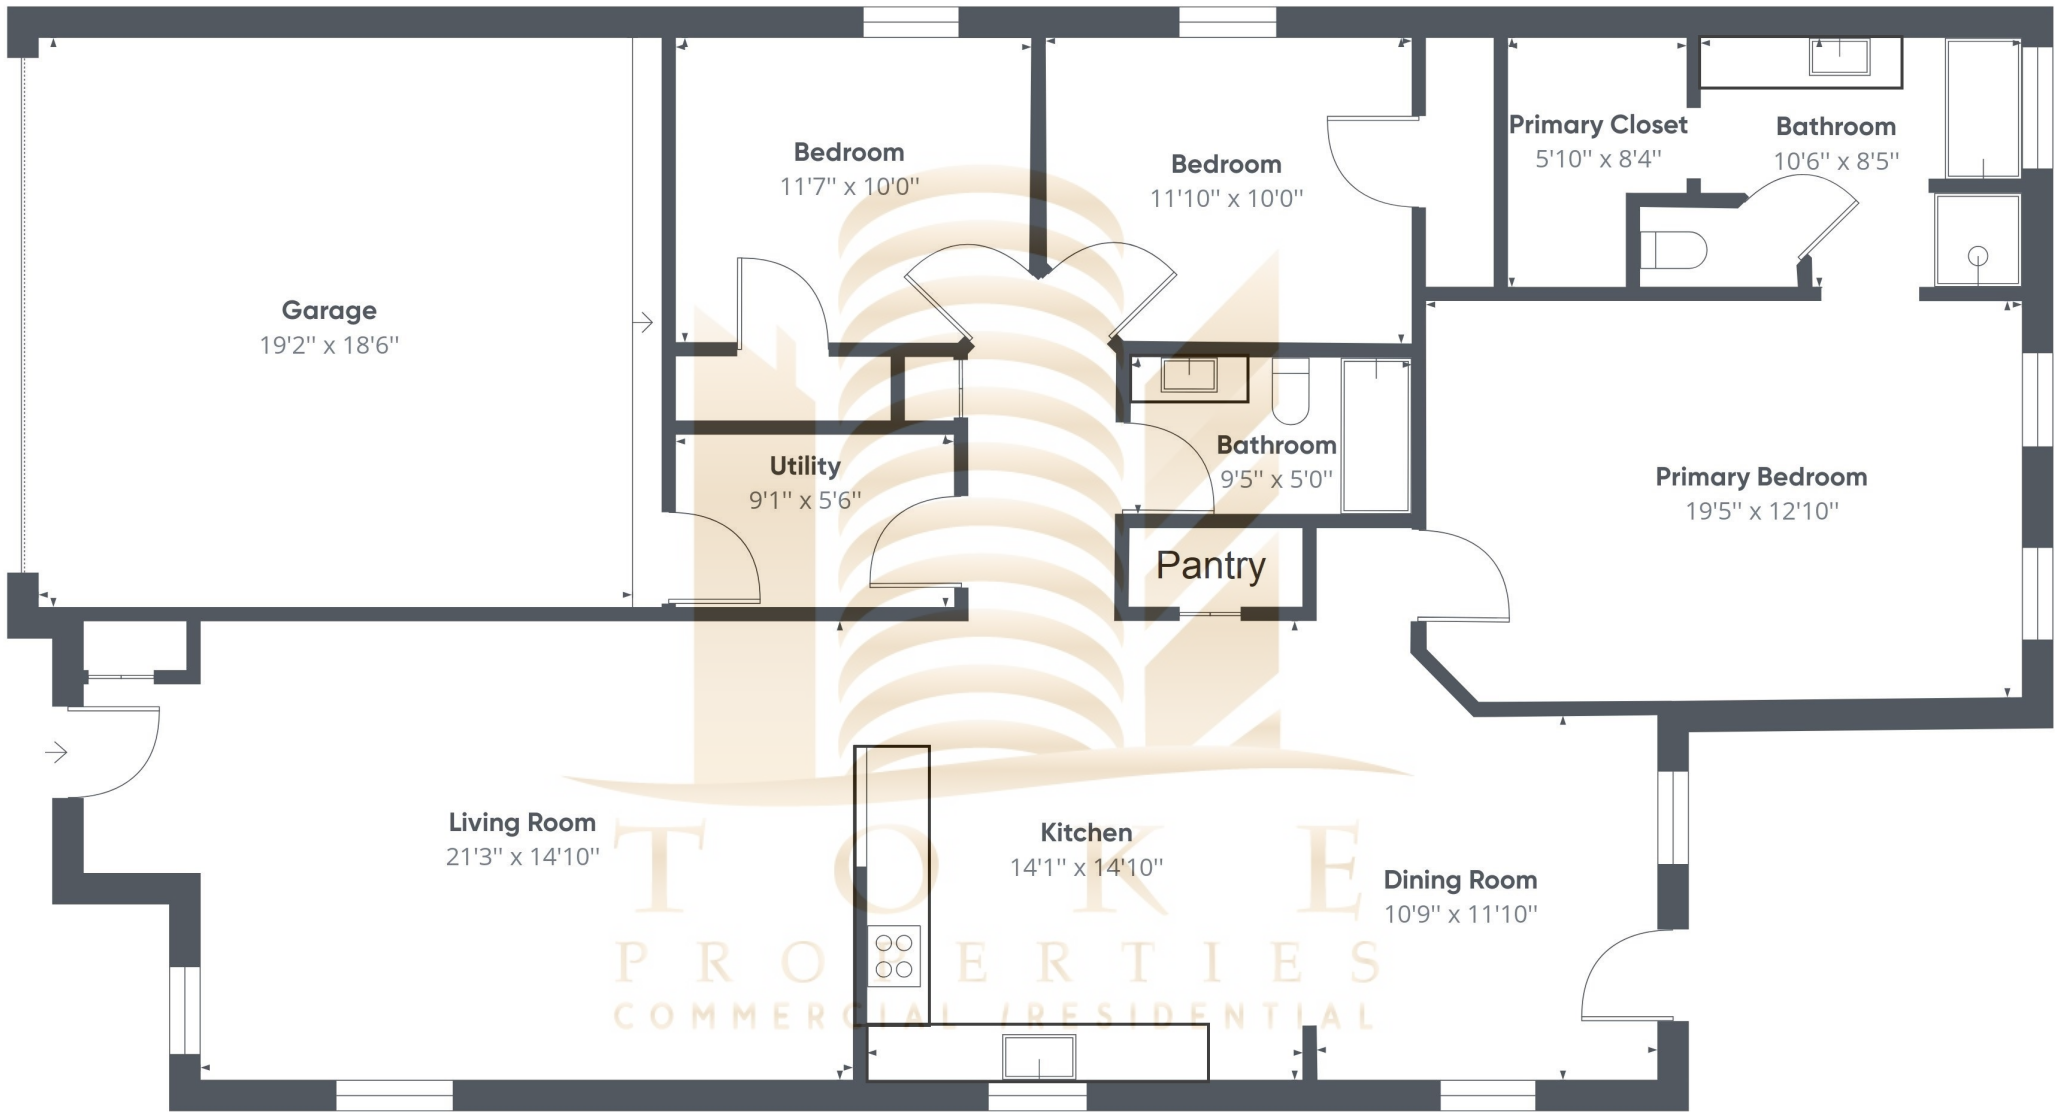 Garage
19'2" x 18'6"
Bedroom
11'7" x 10'0"
Bedroom
11'10" x 10'0"
Primary Closet
5'10" x 8'4"
Bathroom
10'6" x 8'5"
Utility
9'1" x 5'6"
Bathroom
9'5" x 5'0"
Pantry
Primary Bedroom
19'5" x 12'10"
Living Room
21'3" x 14'10"
Kitchen
14'1" x 14'10"
Dining Room
10'9" x 11'10"
TOKE
PROPERTIES
COMMERCIAL /RESIDENTIAL